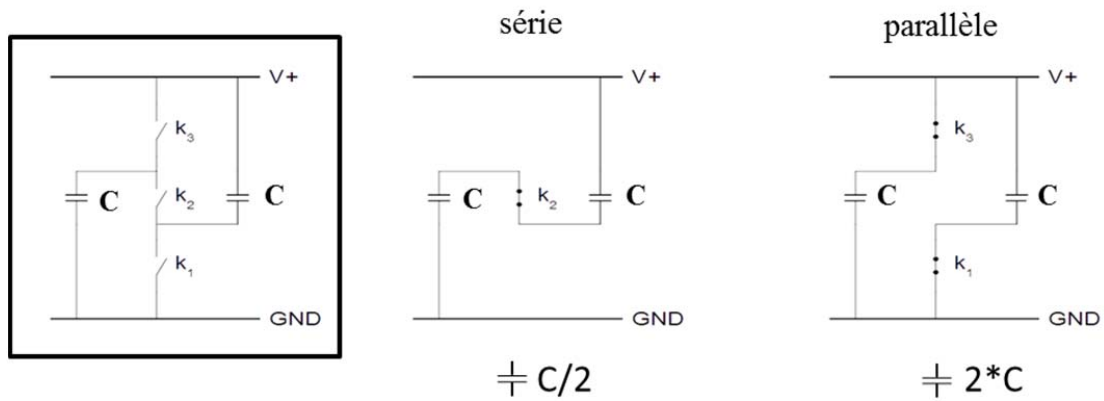 série
parallèle
V+
k₃
C
k₂
C
k₁
GND
V+
C
k₂
C
GND
C/2
V+
k₃
C
C
k₁
GND
2*C